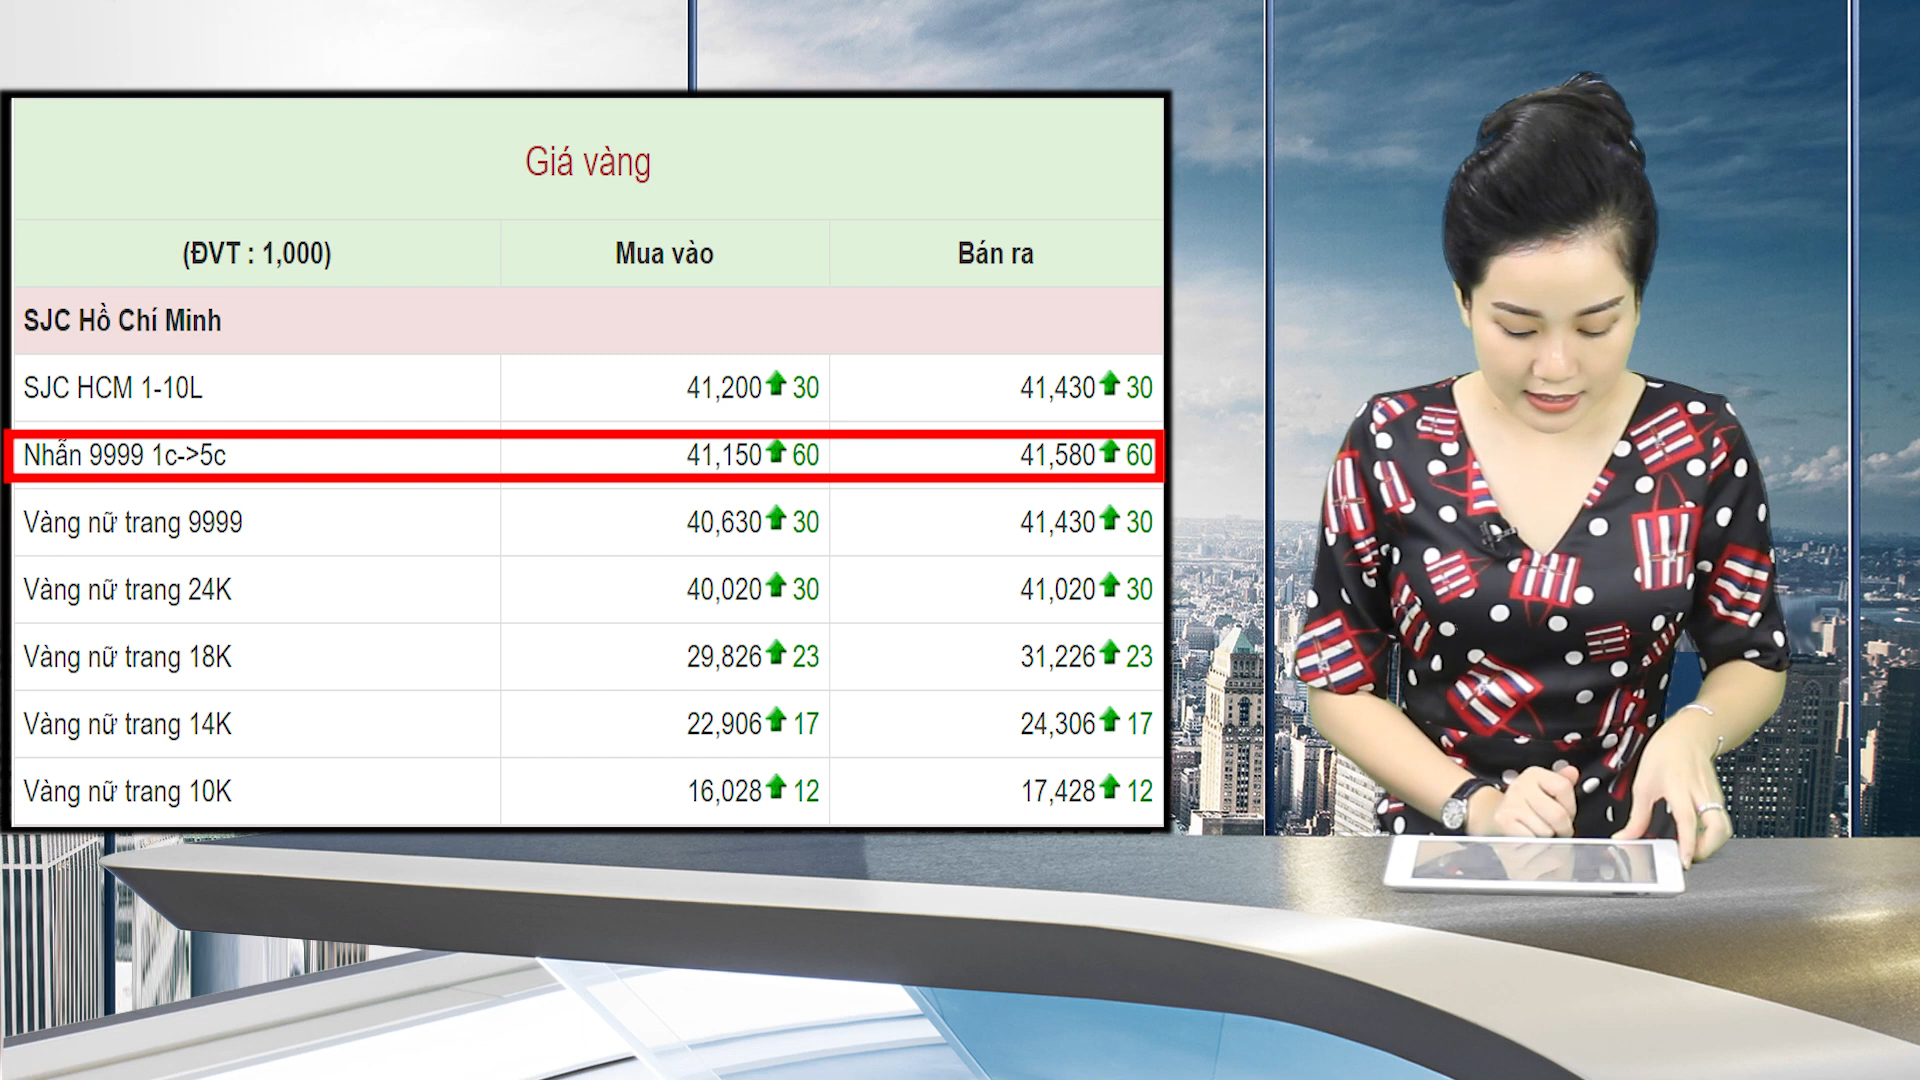 Giá vàng
(ĐVT : 1,000) Mua vào Bán ra
SJC Hồ Chí Minh
SJC HCM 1-10L 41,200 30 41,430 30
Nhẫn 9999 1c->5c 41,150 60 41,580 60
Vàng nữ trang 9999 40,630 30 41,430 30
Vàng nữ trang 24K 40,020 30 41,020 30
Vàng nữ trang 18K 29,826 23 31,226 23
Vàng nữ trang 14K 22,906 17 24,306 17
Vàng nữ trang 10K 16,028 12 17,428 12